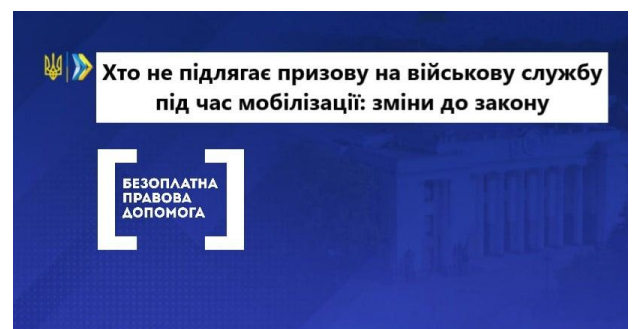 Хто не підлягає призову на військову службу
під час мобілізації: зміни до закону
БЕЗОПЛАТНА
ПРАВОВА
ДОПОМОГА